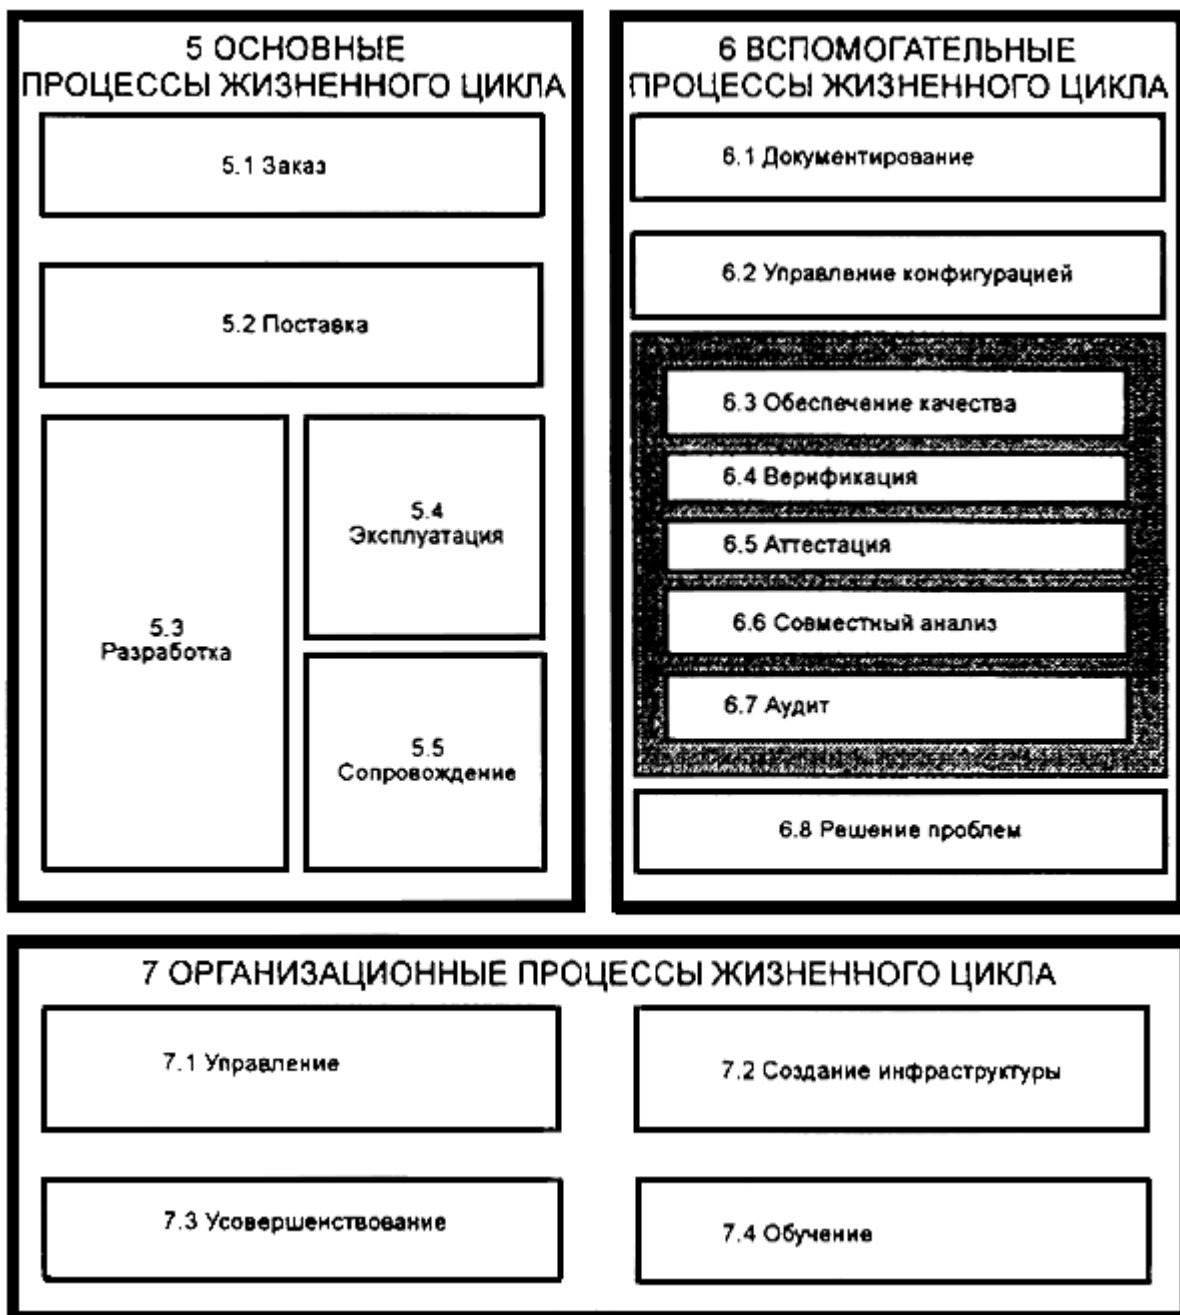 5 ОСНОВНЫЕ
ПРОЦЕССЫ ЖИЗНЕННОГО ЦИКЛА
5.1 Заказ
5.2 Поставка
5.3
Разработка
5.4
Эксплуатация
5.5
Сопровождение
6 ВСПОМОГАТЕЛЬНЫЕ
ПРОЦЕССЫ ЖИЗНЕННОГО ЦИКЛА
6.1 Документирование
6.2 Управление конфигурацией
6.3 Обеспечение качества
6.4 Верификация
6.5 Аттестация
6.6 Совместный анализ
6.7 Аудит
6.8 Решение проблем
7 ОРГАНИЗАЦИОННЫЕ ПРОЦЕССЫ ЖИЗНЕННОГО ЦИКЛА
7.1 Управление
7.2 Создание инфраструктуры
7.3 Усовершенствование
7.4 Обучение